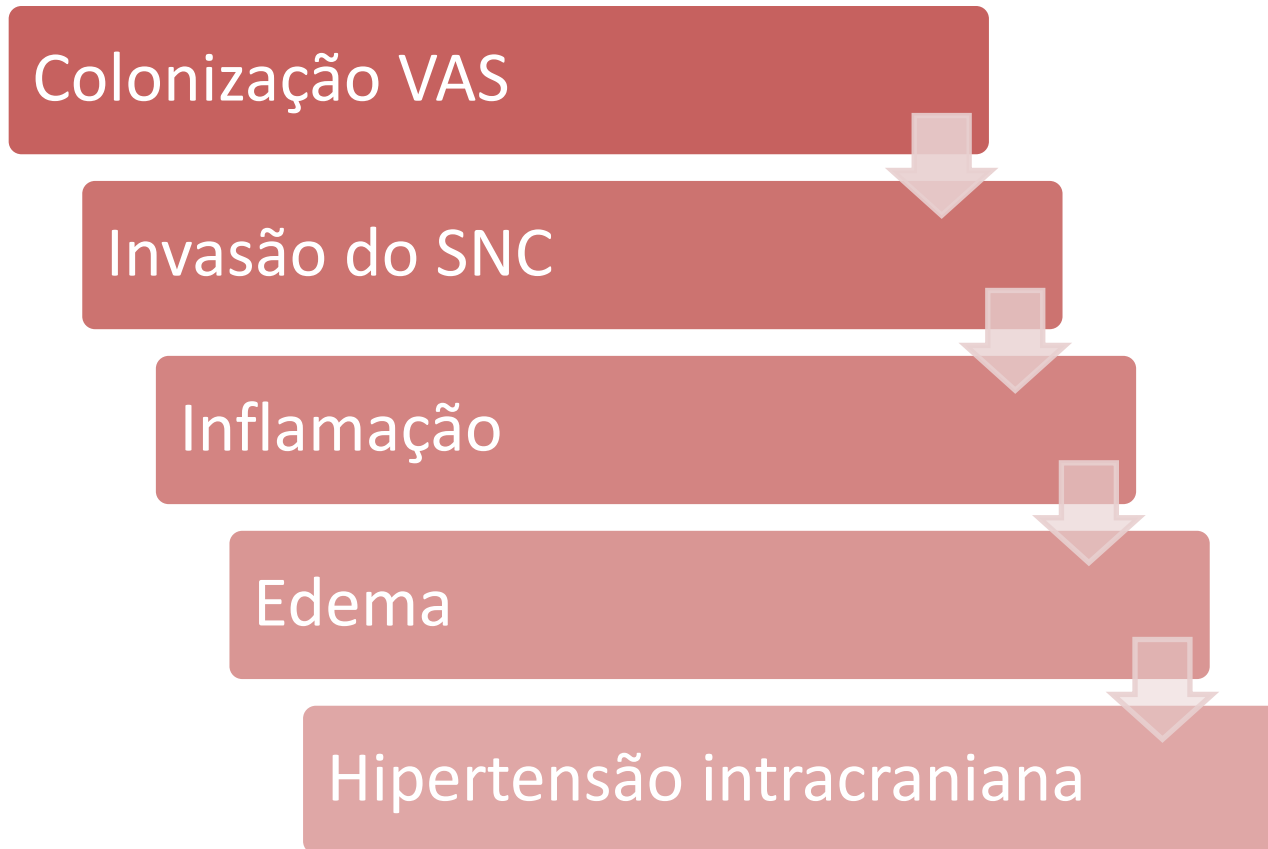 Colonização VAS
Invasão do SNC
Inflamação
Edema
Hipertensão intracraniana